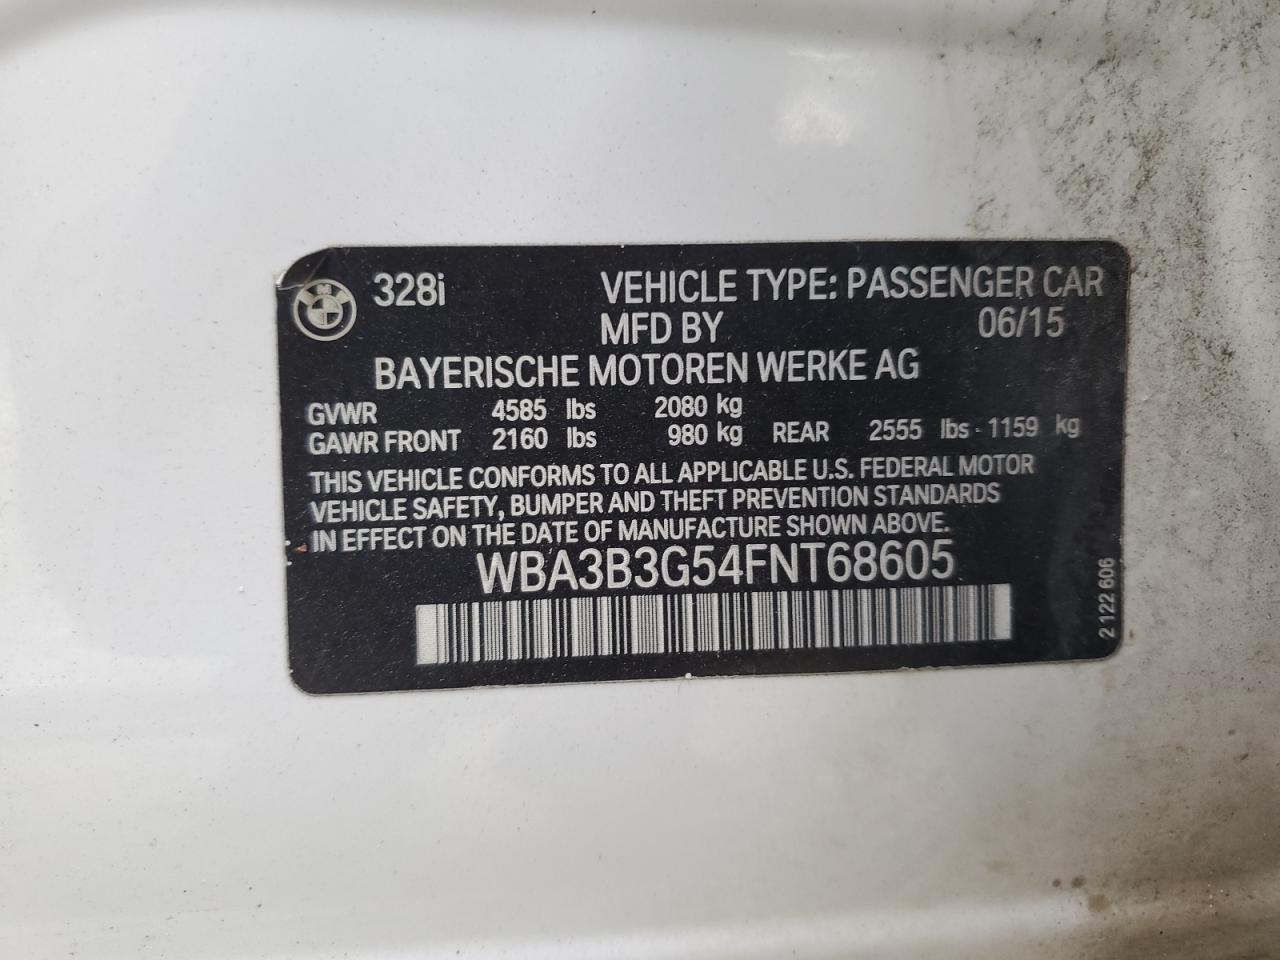 328i VEHICLE TYPE: PASSENGER CAR
MFD BY 06/15
BAYERISCHE MOTOREN WERKE AG
GVWR 4585 lbs 2080 kg
GAWR FRONT 2160 lbs 980 kg REAR 2555 lbs - 1159 kg
THIS VEHICLE CONFORMS TO ALL APPLICABLE U.S. FEDERAL MOTOR
VEHICLE SAFETY, BUMPER AND THEFT PREVENTION STANDARDS
IN EFFECT ON THE DATE OF MANUFACTURE SHOWN ABOVE.
WBA3B3G54FNT68605
2 122 606